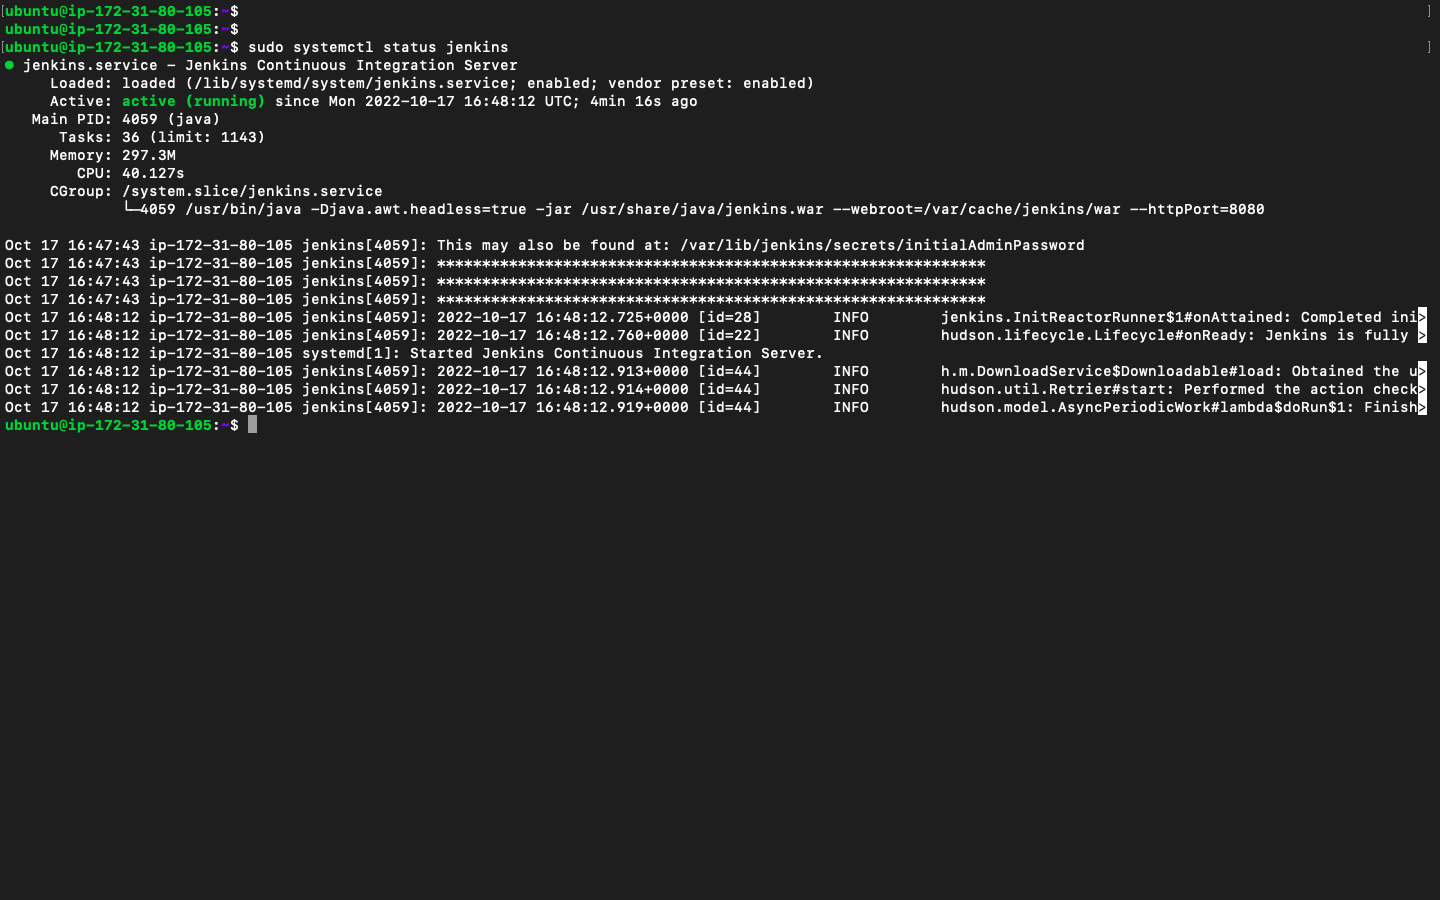 [ubuntu@ip-172-31-80-105:~$ ]
ubuntu@ip-172-31-80-105:~$
[ubuntu@ip-172-31-80-105:~$ sudo systemctl status jenkins ]
● jenkins.service - Jenkins Continuous Integration Server
     Loaded: loaded (/lib/systemd/system/jenkins.service; enabled; vendor preset: enabled)
     Active: active (running) since Mon 2022-10-17 16:48:12 UTC; 4min 16s ago
   Main PID: 4059 (java)
      Tasks: 36 (limit: 1143)
     Memory: 297.3M
        CPU: 40.127s
     CGroup: /system.slice/jenkins.service
             └─4059 /usr/bin/java -Djava.awt.headless=true -jar /usr/share/java/jenkins.war --webroot=/var/cache/jenkins/war --httpPort=8080
Oct 17 16:47:43 ip-172-31-80-105 jenkins[4059]: This may also be found at: /var/lib/jenkins/secrets/initialAdminPassword
Oct 17 16:47:43 ip-172-31-80-105 jenkins[4059]: *************************************************************
Oct 17 16:47:43 ip-172-31-80-105 jenkins[4059]: *************************************************************
Oct 17 16:47:43 ip-172-31-80-105 jenkins[4059]: *************************************************************
Oct 17 16:48:12 ip-172-31-80-105 jenkins[4059]: 2022-10-17 16:48:12.725+0000 [id=28]        INFO        jenkins.InitReactorRunner$1#onAttained: Completed ini>
Oct 17 16:48:12 ip-172-31-80-105 jenkins[4059]: 2022-10-17 16:48:12.760+0000 [id=22]        INFO        hudson.lifecycle.Lifecycle#onReady: Jenkins is fully >
Oct 17 16:48:12 ip-172-31-80-105 systemd[1]: Started Jenkins Continuous Integration Server.
Oct 17 16:48:12 ip-172-31-80-105 jenkins[4059]: 2022-10-17 16:48:12.913+0000 [id=44]        INFO        h.m.DownloadService$Downloadable#load: Obtained the u>
Oct 17 16:48:12 ip-172-31-80-105 jenkins[4059]: 2022-10-17 16:48:12.914+0000 [id=44]        INFO        hudson.util.Retrier#start: Performed the action check>
Oct 17 16:48:12 ip-172-31-80-105 jenkins[4059]: 2022-10-17 16:48:12.919+0000 [id=44]        INFO        hudson.model.AsyncPeriodicWork#lambda$doRun$1: Finish>
ubuntu@ip-172-31-80-105:~$